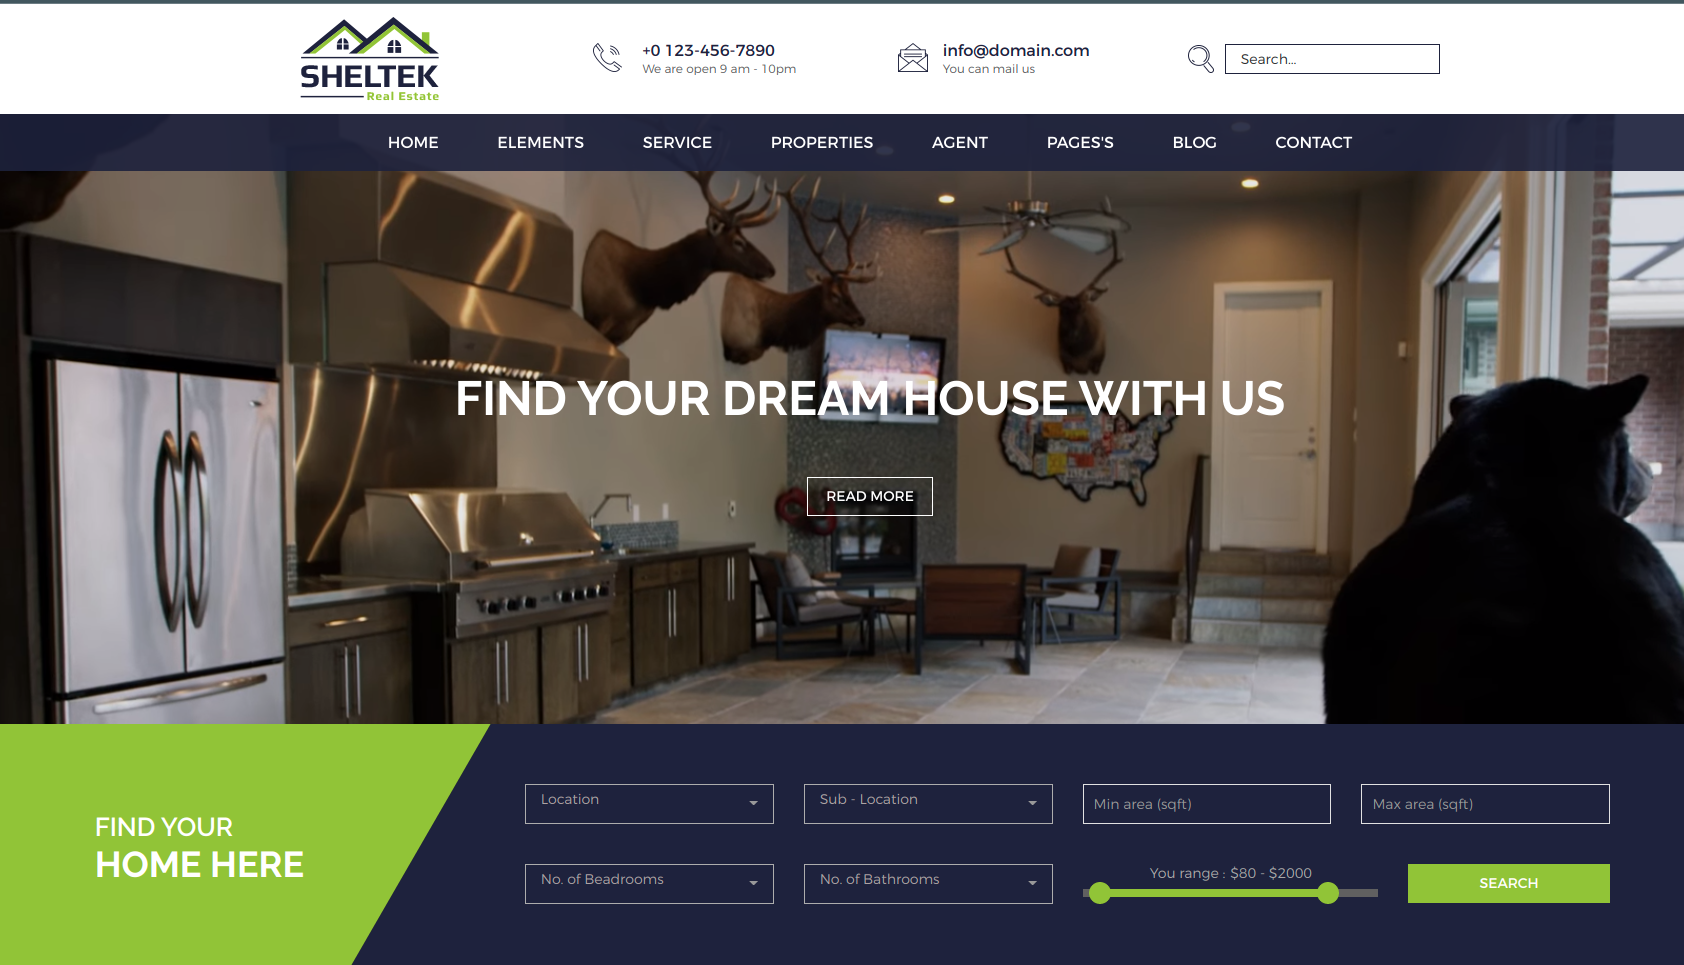 SHELTEK
Real Estate
+0 123-456-7890
We are open 9 am - 10pm
info@domain.com
You can mail us
Search...
HOME
ELEMENTS
SERVICE
PROPERTIES
AGENT
PAGES'S
BLOG
CONTACT
FIND YOUR DREAM HOUSE WITH US
READ MORE
FIND YOUR
HOME HERE
Location
Sub - Location
Min area (sqft)
Max area (sqft)
No. of Beadrooms
No. of Bathrooms
You range : $80 - $2000
SEARCH